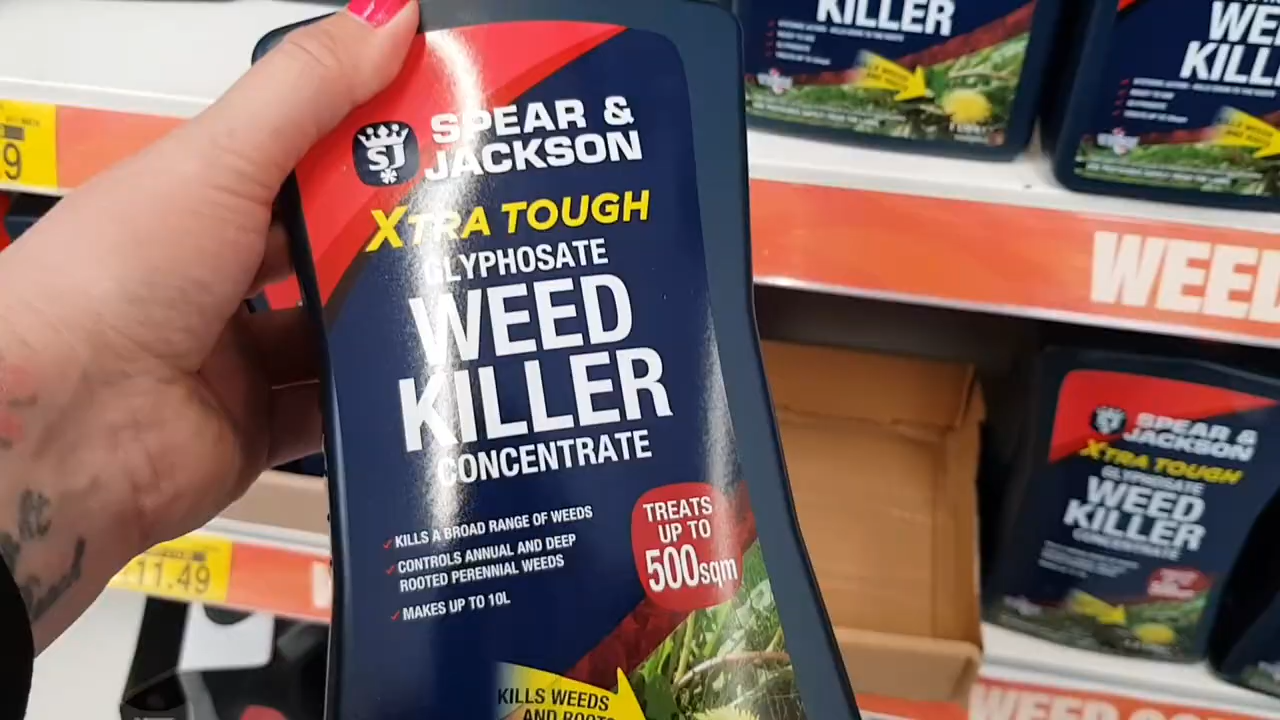 SPEAR &
JACKSON
SJ
XTRA TOUGH
GLYPHOSATE
WEED
KILLER
CONCENTRATE
KILLS A BROAD RANGE OF WEEDS
CONTROLS ANNUAL AND DEEP
ROOTED PERENNIAL WEEDS
MAKES UP TO 10L
TREATS
UP TO
500sqm
KILLS WEEDS
AND ROOTS
KILLER
KILL
WEED
9
11.49
SPEAR &
JACKSON
XTRA TOUGH
GLYPHOSATE
WEED
KILLER
CONCENTRATE